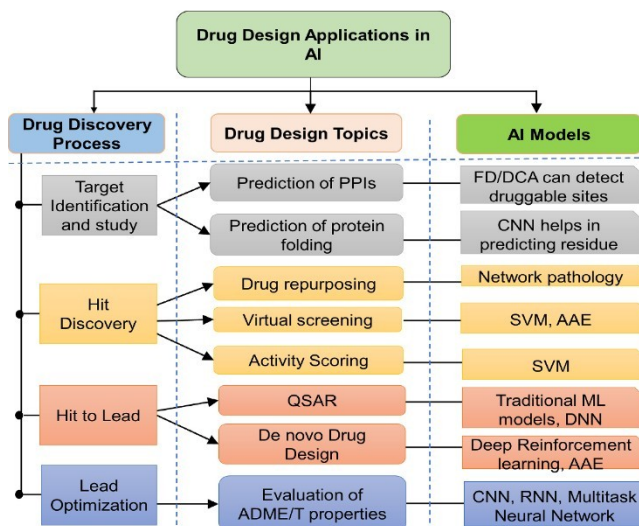 Drug Design Applications in
AI
Drug Discovery
Process
Drug Design Topics
AI Models
Target
Identification
and study
Prediction of PPIs
FD/DCA can detect
druggable sites
Prediction of protein
folding
CNN helps in
predicting residue
Hit
Discovery
Drug repurposing
Network pathology
Virtual screening
SVM, AAE
Activity Scoring
SVM
Hit to Lead
QSAR
Traditional ML
models, DNN
De novo Drug
Design
Deep Reinforcement
learning, AAE
Lead
Optimization
Evaluation of
ADME/T properties
CNN, RNN, Multitask
Neural Network